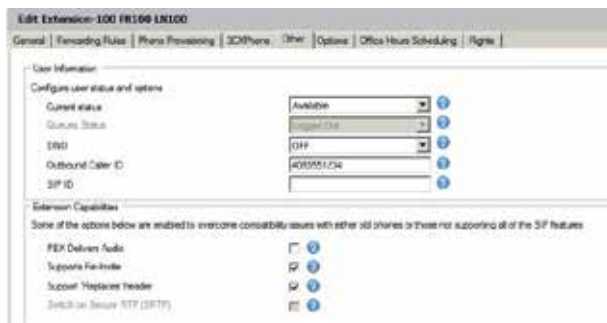 Edit Extension-100 FN100 LN100
General | Forwarding Rules | Phone Provisioning | 3CXPhone | Other | Options | Office Hours Scheduling | Rights |
User Information
Configure user status and options
Current status Available
Queues Status Logged Out
DND OFF
Outbound Caller ID
SIP ID
Extension Capabilities
Some of the options below are enabled to overcome compatibility issues with either old phones or those not supporting all of the SIP features
PBX Delivers Audio
Supports Re-Invite
Support 'Replaces' Header
Switch on Secure RTP (SRTP)